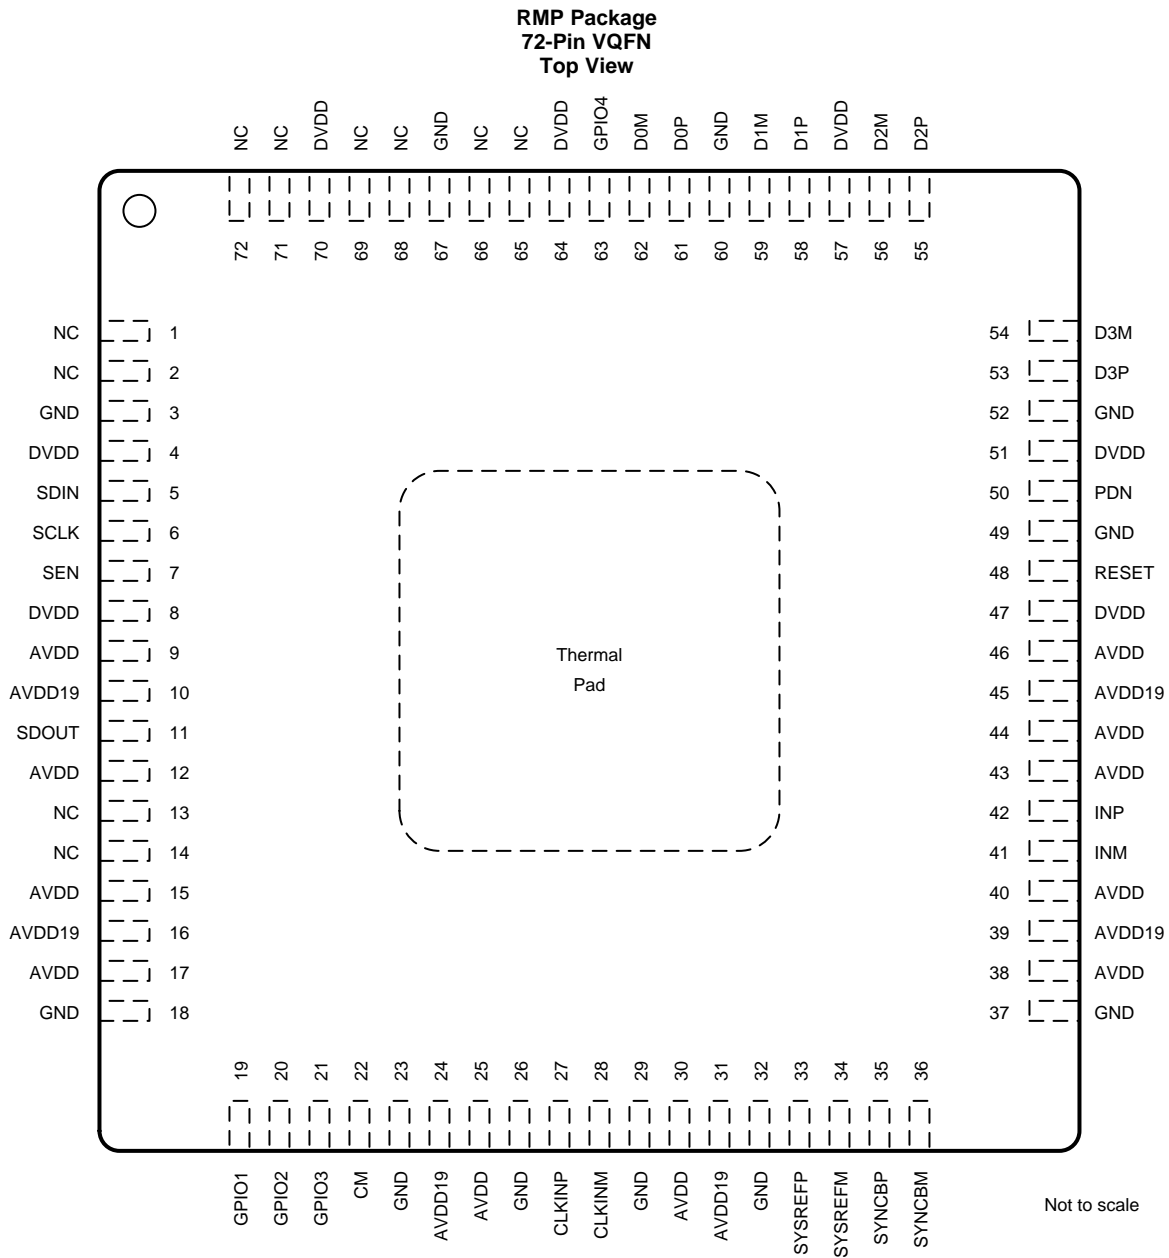 RMP Package
72-Pin VQFN
Top View
NC
NC
DVDD
NC
NC
GND
NC
NC
DVDD
GPIO4
D0M
D0P
GND
D1M
D1P
DVDD
D2M
D2P
72
71
70
69
68
67
66
65
64
63
62
61
60
59
58
57
56
55
NC 1
NC 2
GND 3
DVDD 4
SDIN 5
SCLK 6
SEN 7
DVDD 8
AVDD 9
AVDD19 10
SDOUT 11
AVDD 12
NC 13
NC 14
AVDD 15
AVDD19 16
AVDD 17
GND 18
Thermal
Pad
54 D3M
53 D3P
52 GND
51 DVDD
50 PDN
49 GND
48 RESET
47 DVDD
46 AVDD
45 AVDD19
44 AVDD
43 AVDD
42 INP
41 INM
40 AVDD
39 AVDD19
38 AVDD
37 GND
19
20
21
22
23
24
25
26
27
28
29
30
31
32
33
34
35
36
GPIO1
GPIO2
GPIO3
CM
GND
AVDD19
AVDD
GND
CLKINP
CLKINM
GND
AVDD
AVDD19
GND
SYSREFP
SYSREFM
SYNCBP
SYNCBM
Not to scale